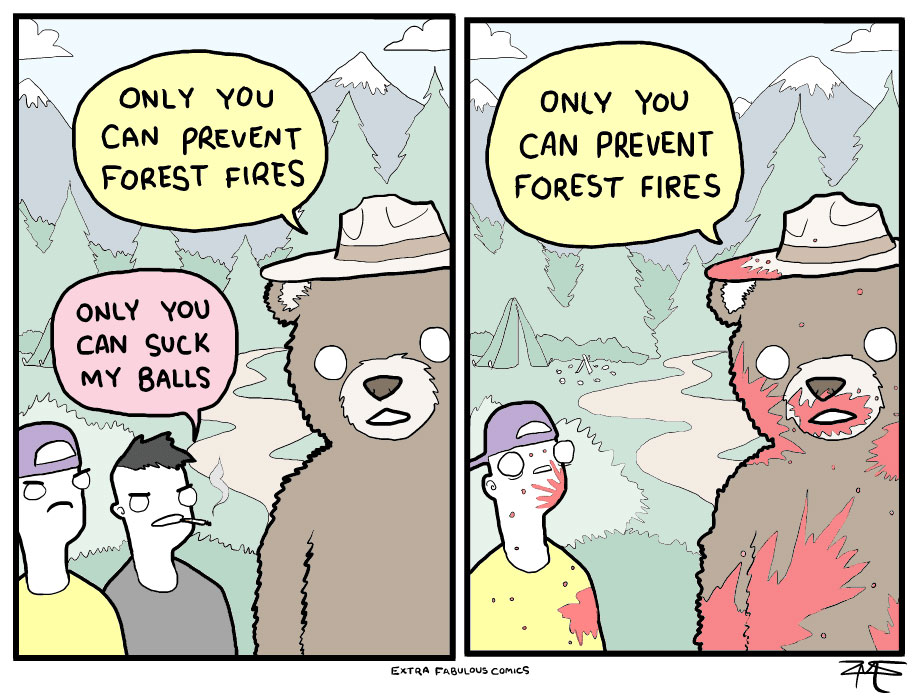 ONLY YOU
CAN PREVENT
FOREST FIRES
ONLY YOU
CAN SUCK
MY BALLS
ONLY YOU
CAN PREVENT
FOREST FIRES
EXTRA FABULOUS COMICS